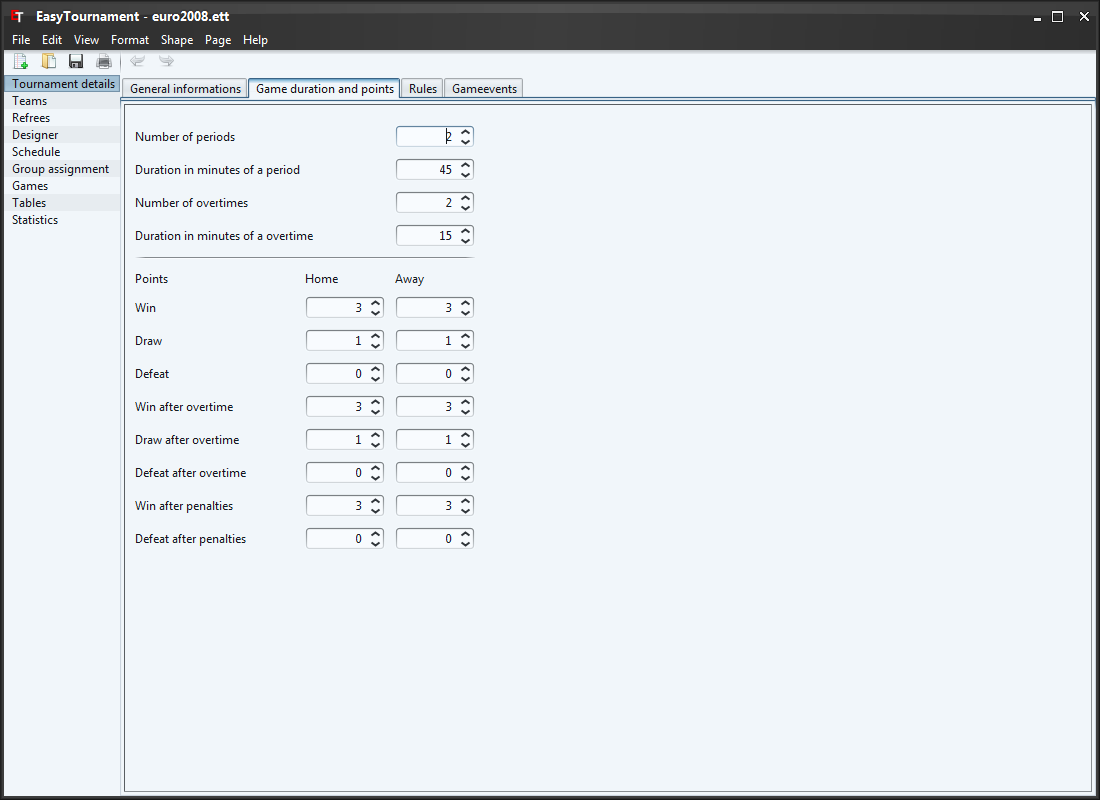 ET EasyTournament - euro2008.ett
File Edit View Format Shape Page Help
Tournament details
Teams
Refrees
Designer
Schedule
Group assignment
Games
Tables
Statistics
General informations Game duration and points Rules Gameevents
Number of periods 2
Duration in minutes of a period 45
Number of overtimes 2
Duration in minutes of a overtime 15
Points Home Away
Win 3 3
Draw 1 1
Defeat 0 0
Win after overtime 3 3
Draw after overtime 1 1
Defeat after overtime 0 0
Win after penalties 3 3
Defeat after penalties 0 0